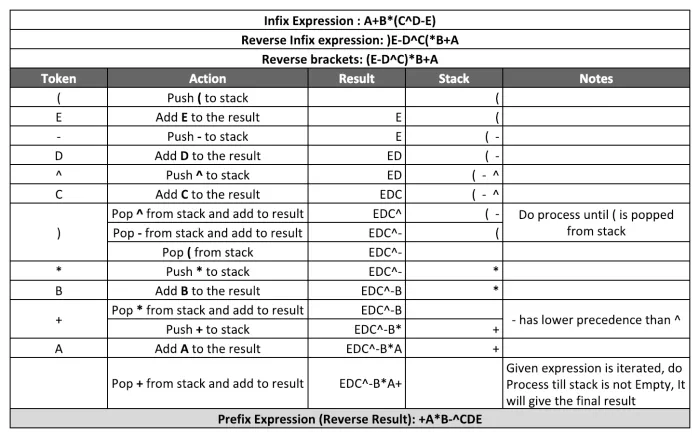 Infix Expression : A+B*(C^D-E)
Reverse Infix expression: )E-D^C(*B+A
Reverse brackets: (E-D^C)*B+A
Token Action Result Stack Notes
( Push ( to stack (
E Add E to the result E (
- Push - to stack E ( -
D Add D to the result ED ( -
^ Push ^ to stack ED ( - ^
C Add C to the result EDC ( - ^
) Pop ^ from stack and add to result EDC^ ( - Do process until ( is popped from stack
Pop - from stack and add to result EDC^- (
Pop ( from stack EDC^-
* Push * to stack EDC^- *
B Add B to the result EDC^-B *
+ Pop * from stack and add to result EDC^-B - has lower precedence than ^
Push + to stack EDC^-B* +
A Add A to the result EDC^-B*A +
Pop + from stack and add to result EDC^-B*A+ Given expression is iterated, do
Process till stack is not Empty, It
will give the final result
Prefix Expression (Reverse Result): +A*B-^CDE